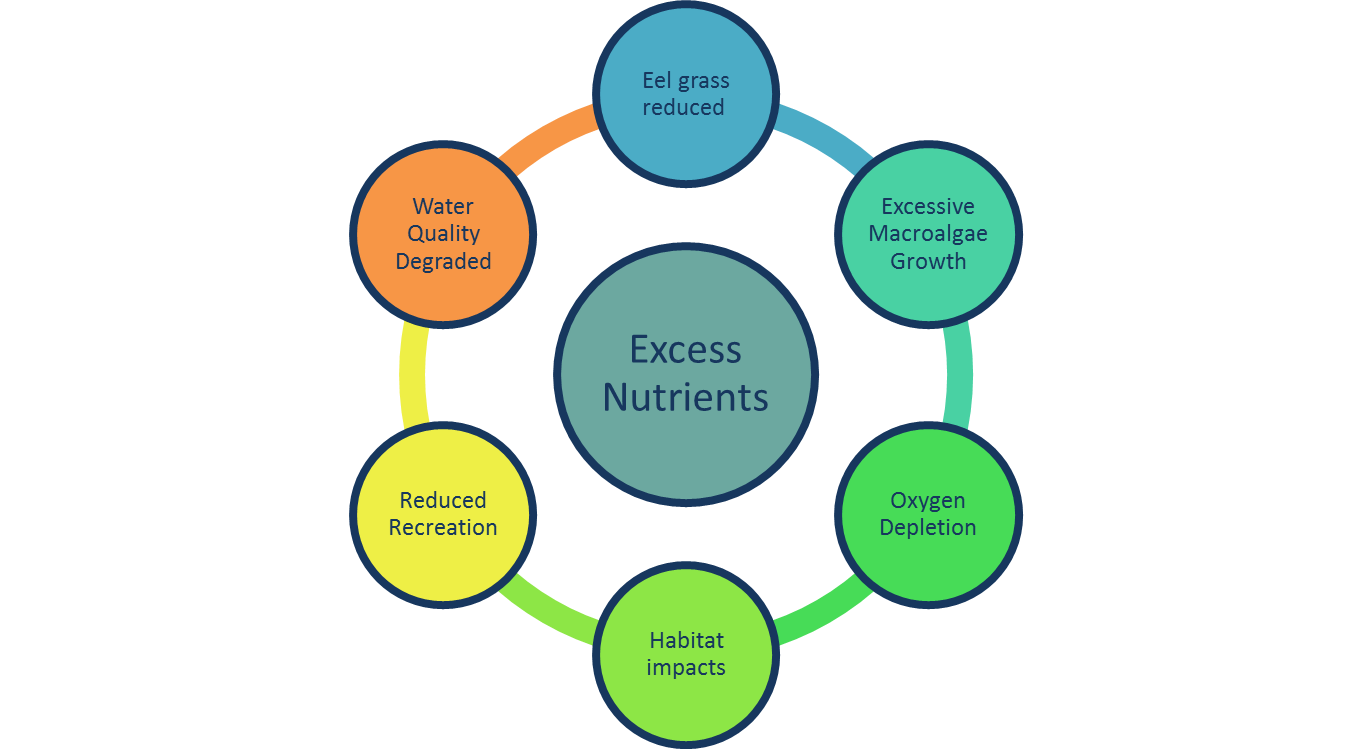 Eel grass
reduced
Excessive
Macroalgae
Growth
Oxygen
Depletion
Habitat
impacts
Reduced
Recreation
Water
Quality
Degraded
Excess
Nutrients